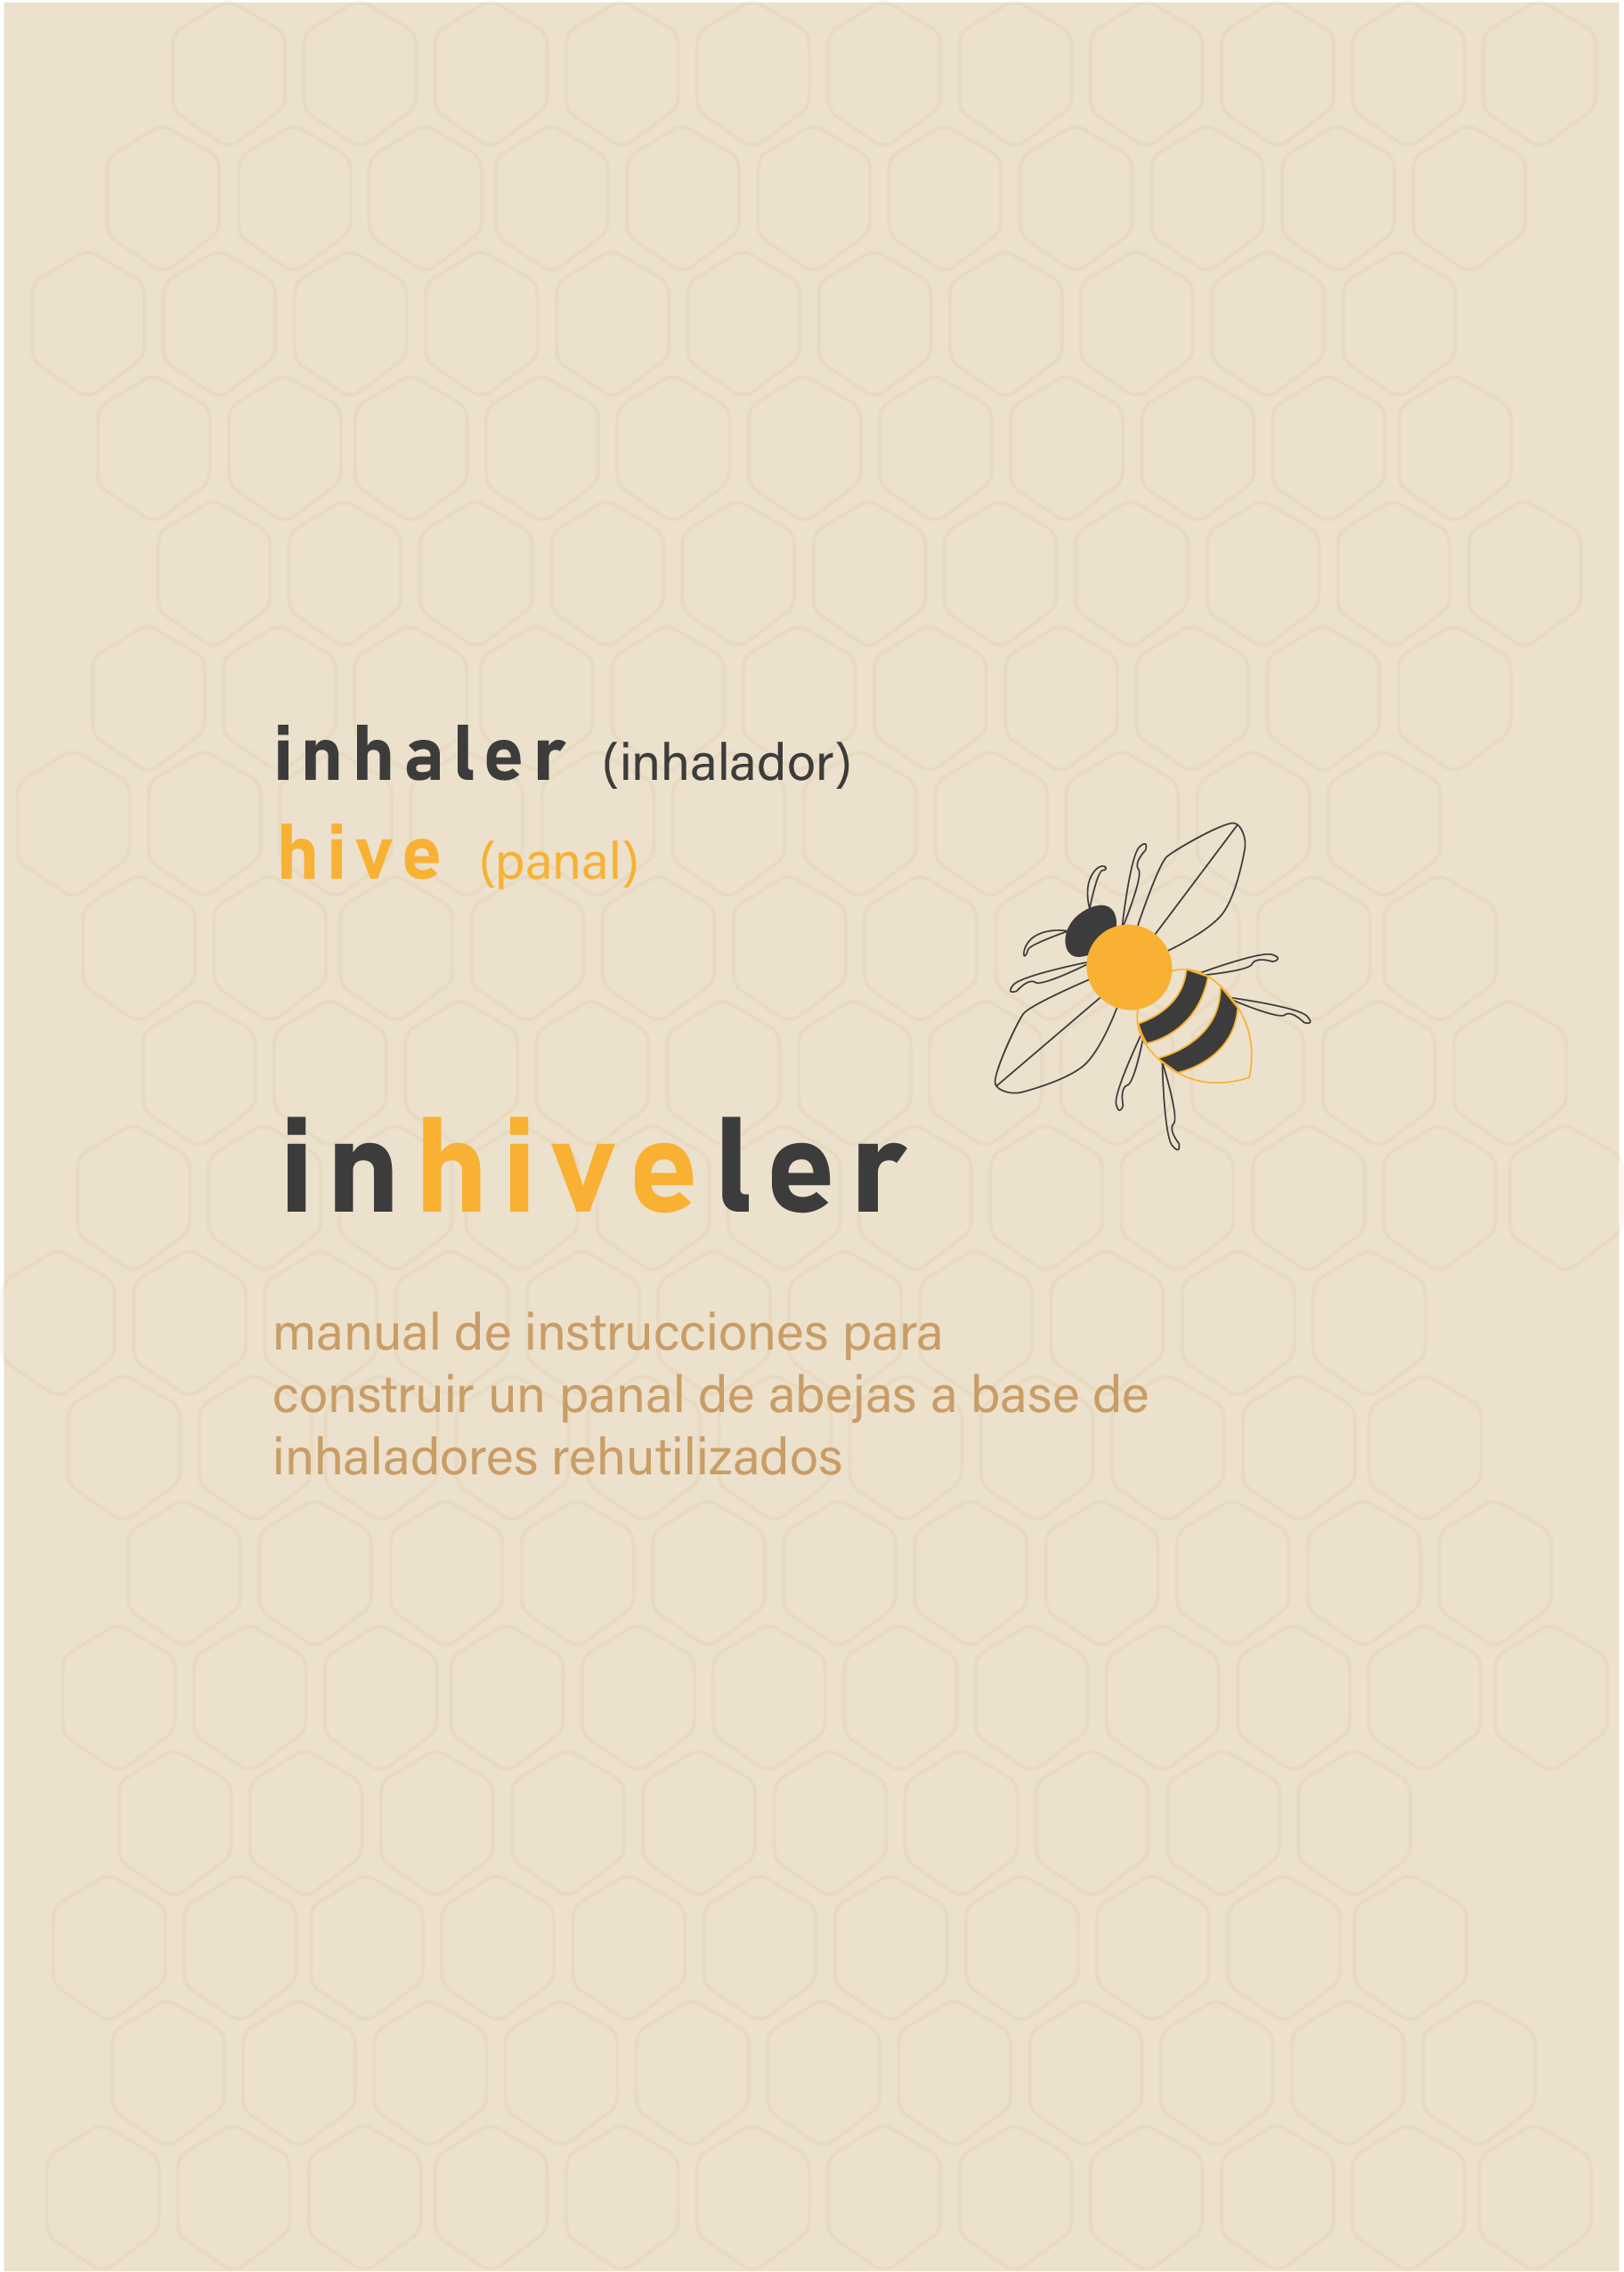 inhaler (inhalador)
hive (panal)
inhiveler
manual de instrucciones para
construir un panal de abejas a base de
inhaladores rehutilizados